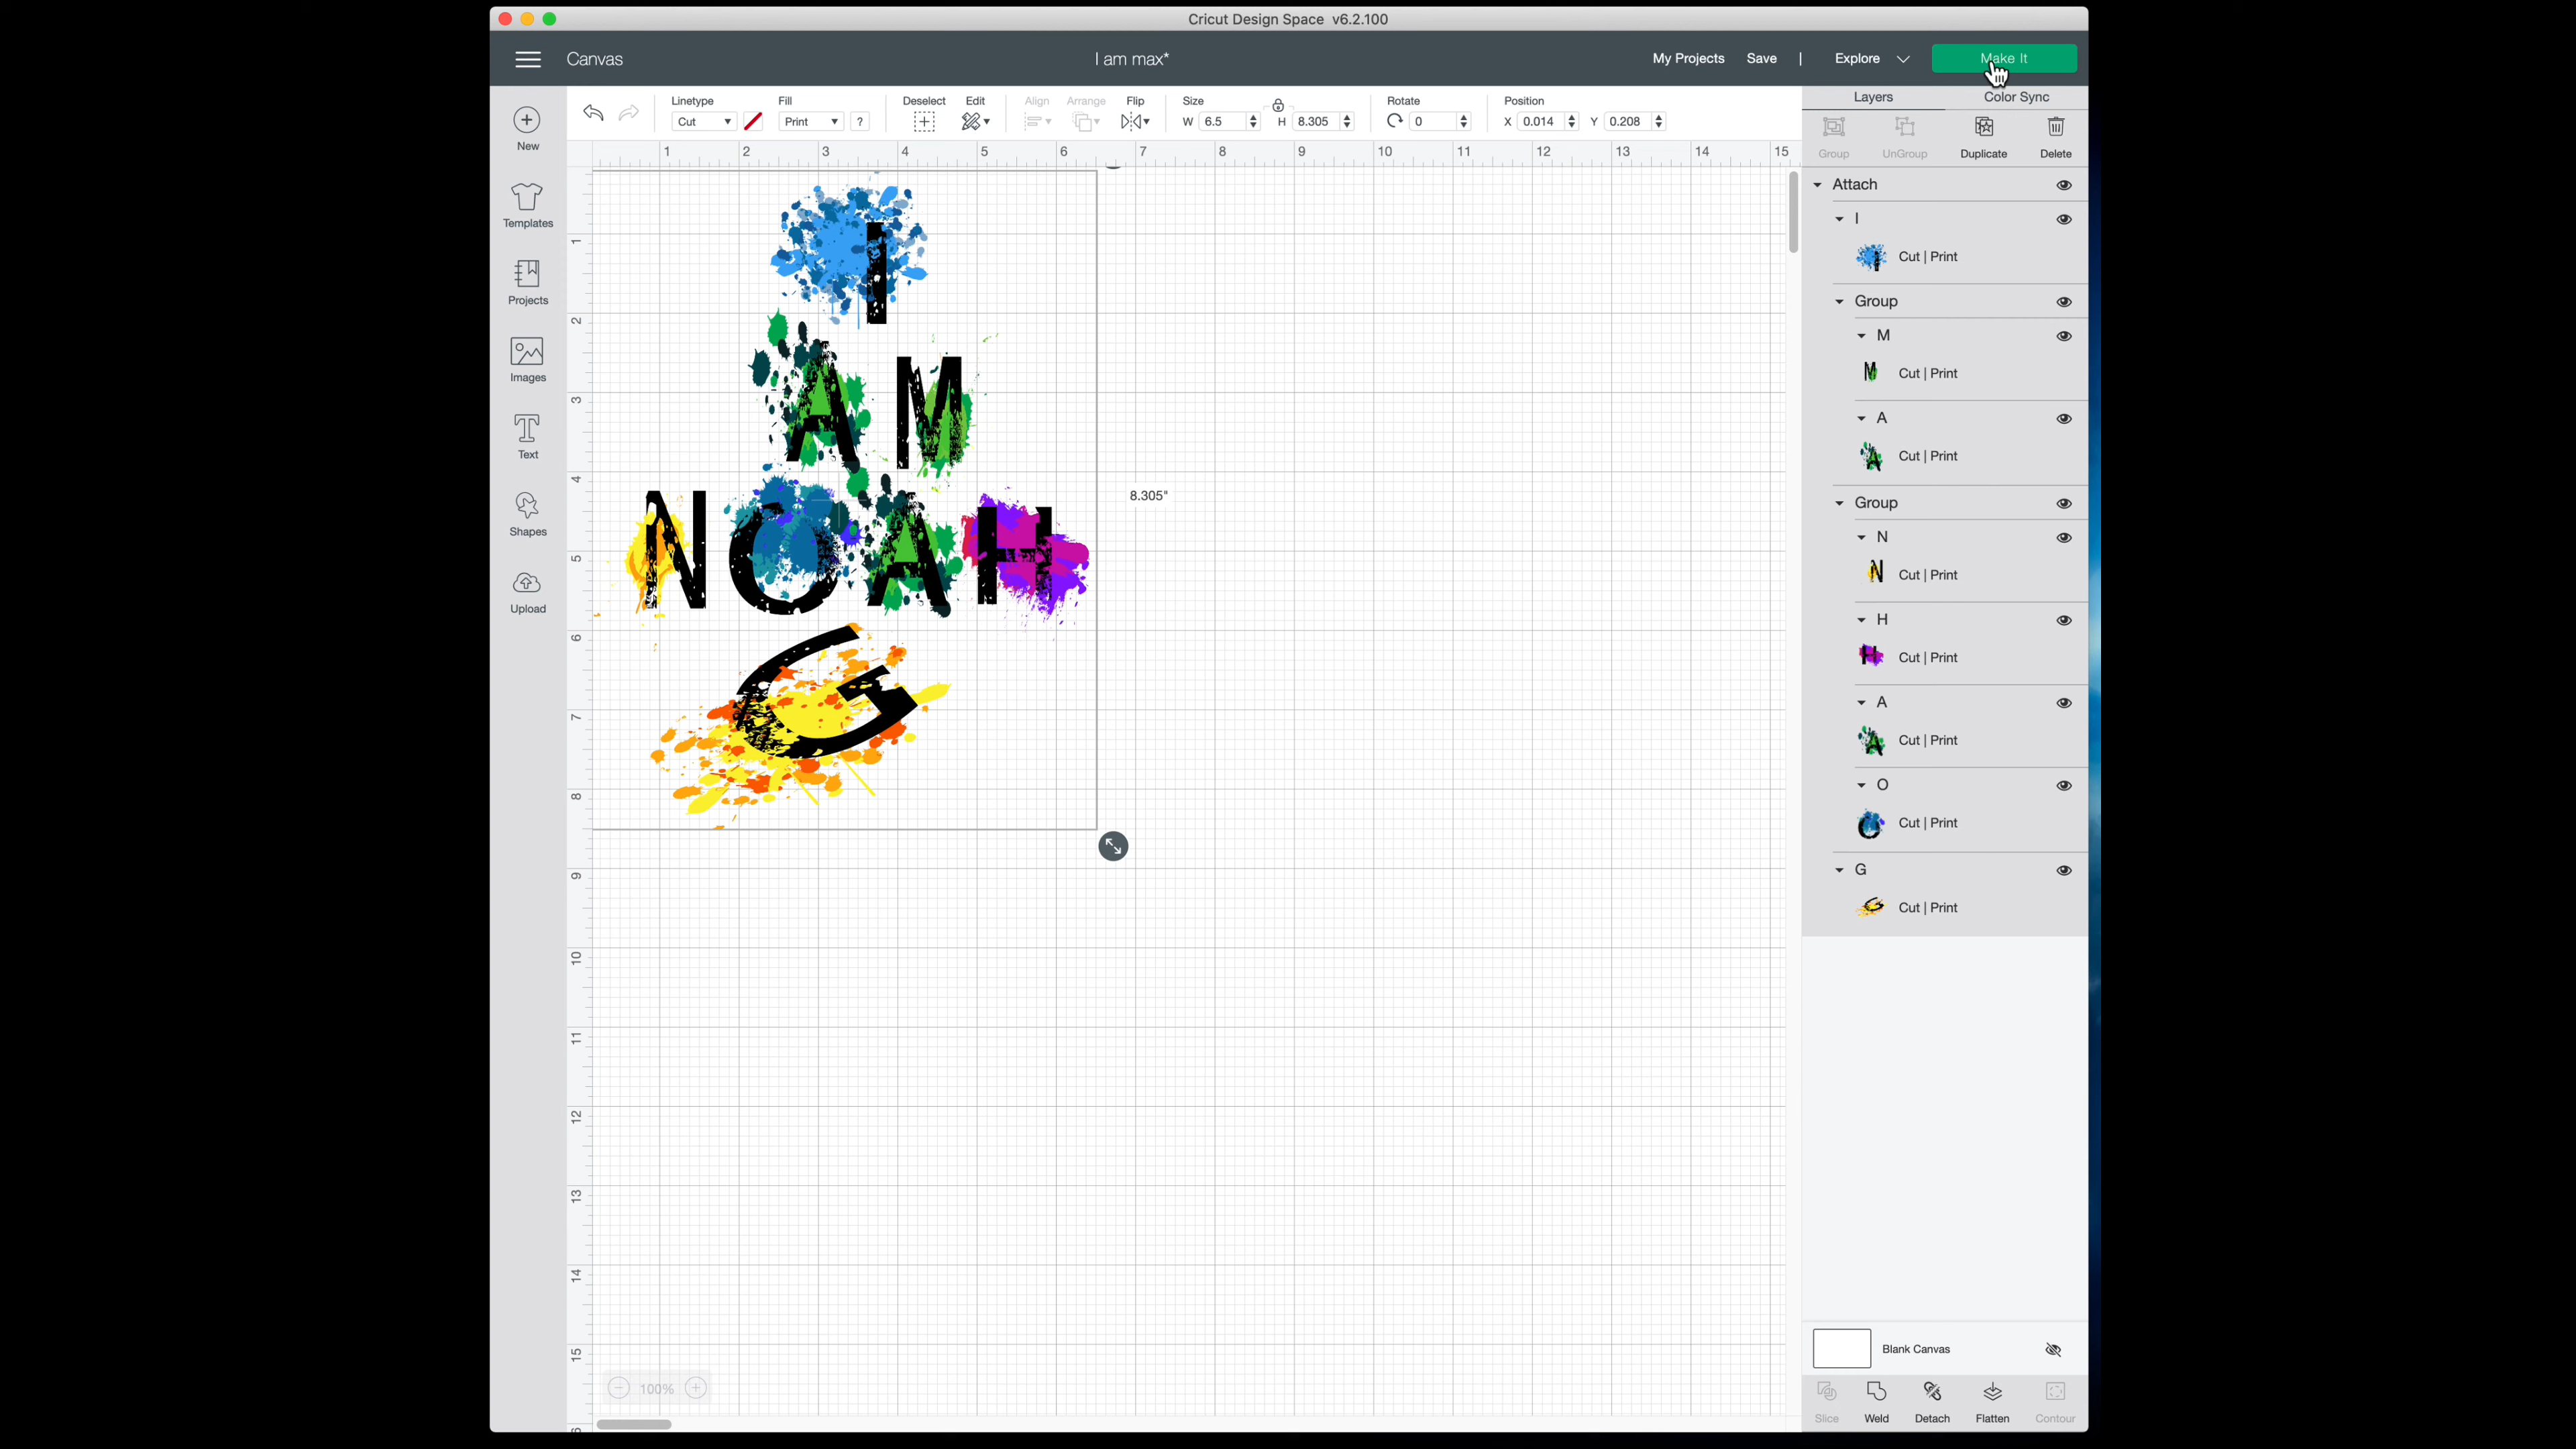 Cricut Design Space v6.2.100
Canvas
I am max*
My Projects Save | Explore Make It
Linetype
Cut
Fill
Print
?
Deselect
Edit
Align
Arrange
Flip
Size
W 6.5
H 8.305
Rotate
0
Position
X 0.014
Y 0.208
Layers
Color Sync
Group
UnGroup
Duplicate
Delete
New
Templates
Projects
Images
Text
Shapes
Upload
1 2 3 4 5 6 7 8 9 10 11 12 13 14 15
1
2
3
4
5
6
7
8
9
10
11
12
13
14
15
I
AM
NOAH
G
8.305"
100%
Attach
I
Cut | Print
Group
M
Cut | Print
A
Cut | Print
Group
N
Cut | Print
H
Cut | Print
A
Cut | Print
O
Cut | Print
G
Cut | Print
Blank Canvas
Slice
Weld
Detach
Flatten
Contour